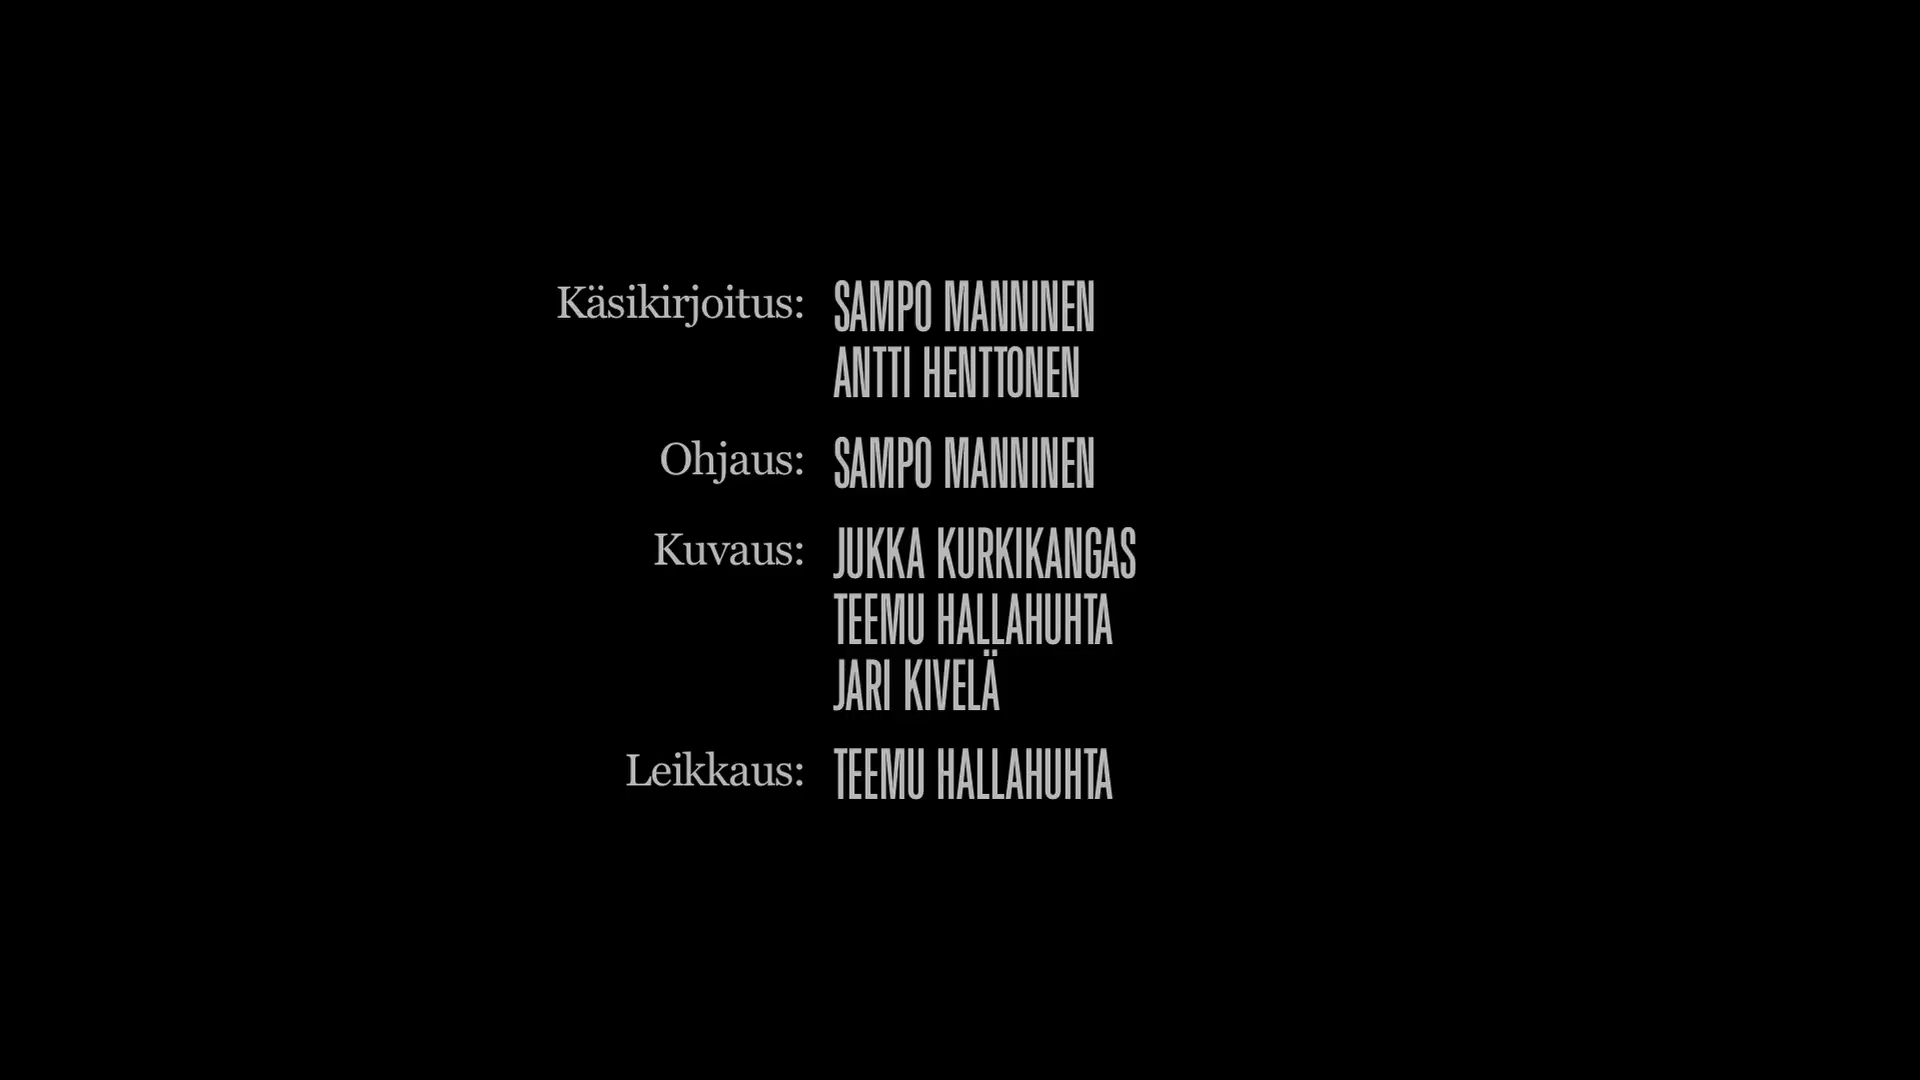 Käsikirjoitus: SAMPO MANNINEN
ANTTI HENTTONEN
Ohjaus: SAMPO MANNINEN
Kuvaus: JUKKA KURKIKANGAS
TEEMU HALLAHUHTA
JARI KIVELÄ
Leikkaus: TEEMU HALLAHUHTA